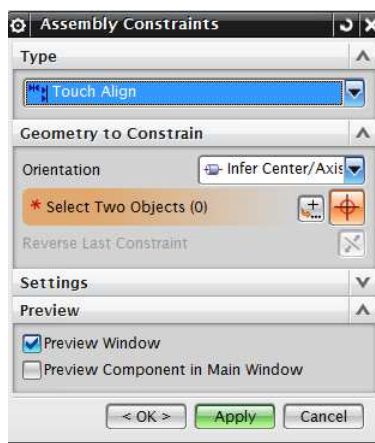 Assembly Constraints
Type
Touch Align
Geometry to Constrain
Orientation
Infer Center/Axis
* Select Two Objects (0)
Reverse Last Constraint
Settings
Preview
Preview Window
Preview Component in Main Window
< OK >
Apply
Cancel